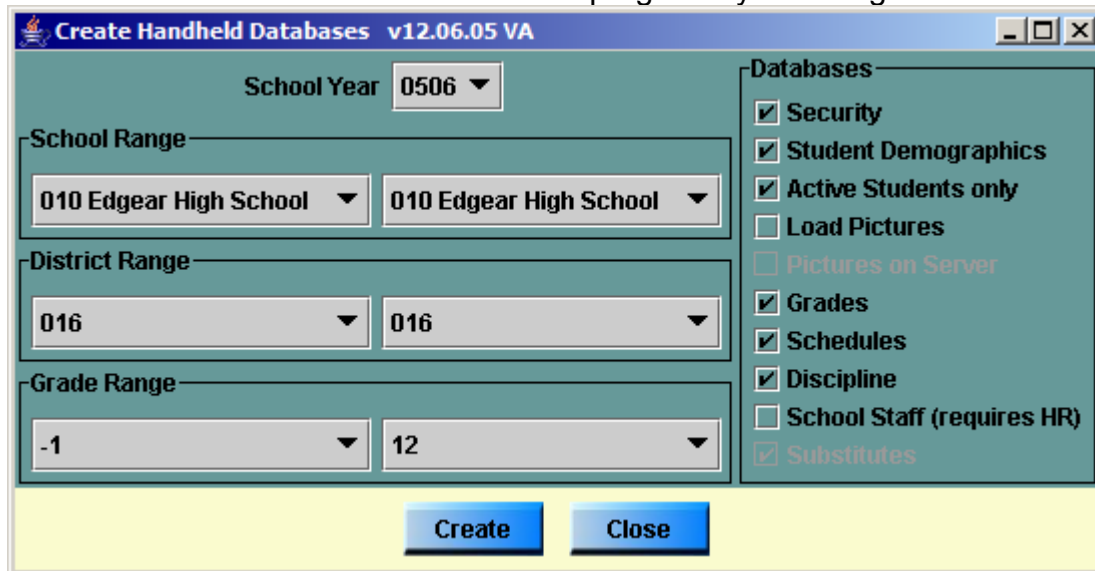 Create Handheld Databases v12.06.05 VA
School Year 0506
School Range
010 Edgear High School 010 Edgear High School
District Range
016 016
Grade Range
-1 12
Databases
Security
Student Demographics
Active Students only
Load Pictures
Pictures on Server
Grades
Schedules
Discipline
School Staff (requires HR)
Substitutes
Create Close